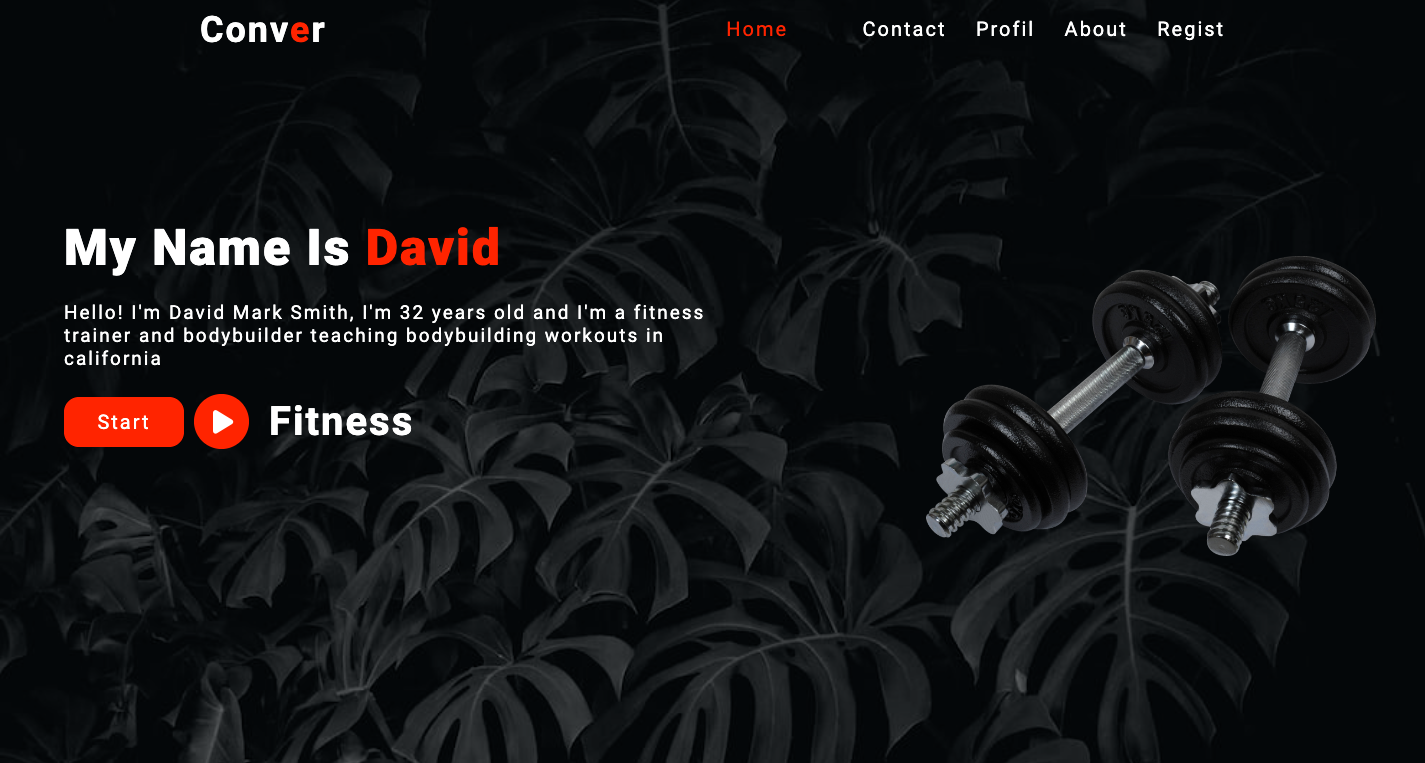 Conver
Home Contact Profil About Regist
My Name Is David
Hello! I'm David Mark Smith, I'm 32 years old and I'm a fitness
trainer and bodybuilder teaching bodybuilding workouts in
california
Start
Fitness